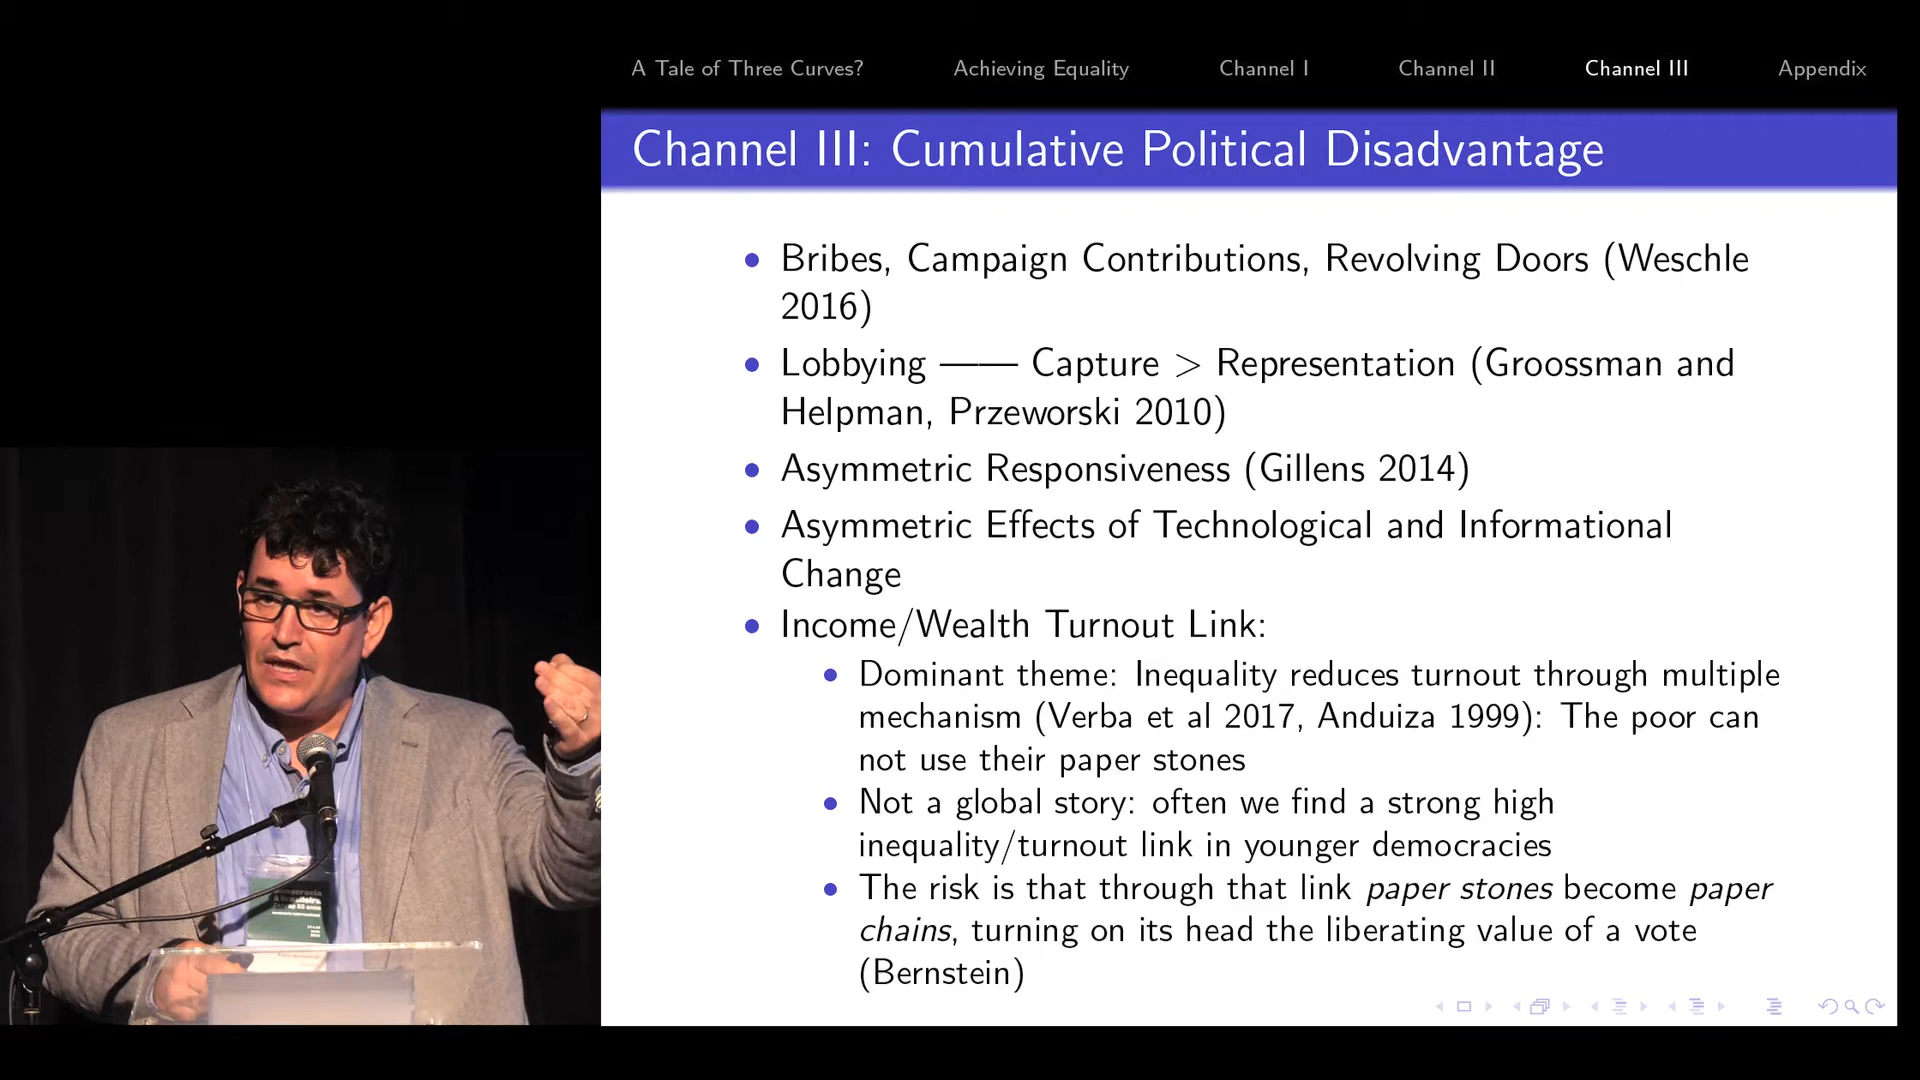 A Tale of Three Curves? Achieving Equality Channel I Channel II Channel III Appendix
Channel III: Cumulative Political Disadvantage
• Bribes, Campaign Contributions, Revolving Doors (Weschle
2016)
• Lobbying —— Capture > Representation (Groossman and
Helpman, Przeworski 2010)
• Asymmetric Responsiveness (Gillens 2014)
• Asymmetric Effects of Technological and Informational
Change
• Income/Wealth Turnout Link:
• Dominant theme: Inequality reduces turnout through multiple
mechanism (Verba et al 2017, Anduiza 1999): The poor can
not use their paper stones
• Not a global story: often we find a strong high
inequality/turnout link in younger democracies
• The risk is that through that link paper stones become paper
chains, turning on its head the liberating value of a vote
(Bernstein)